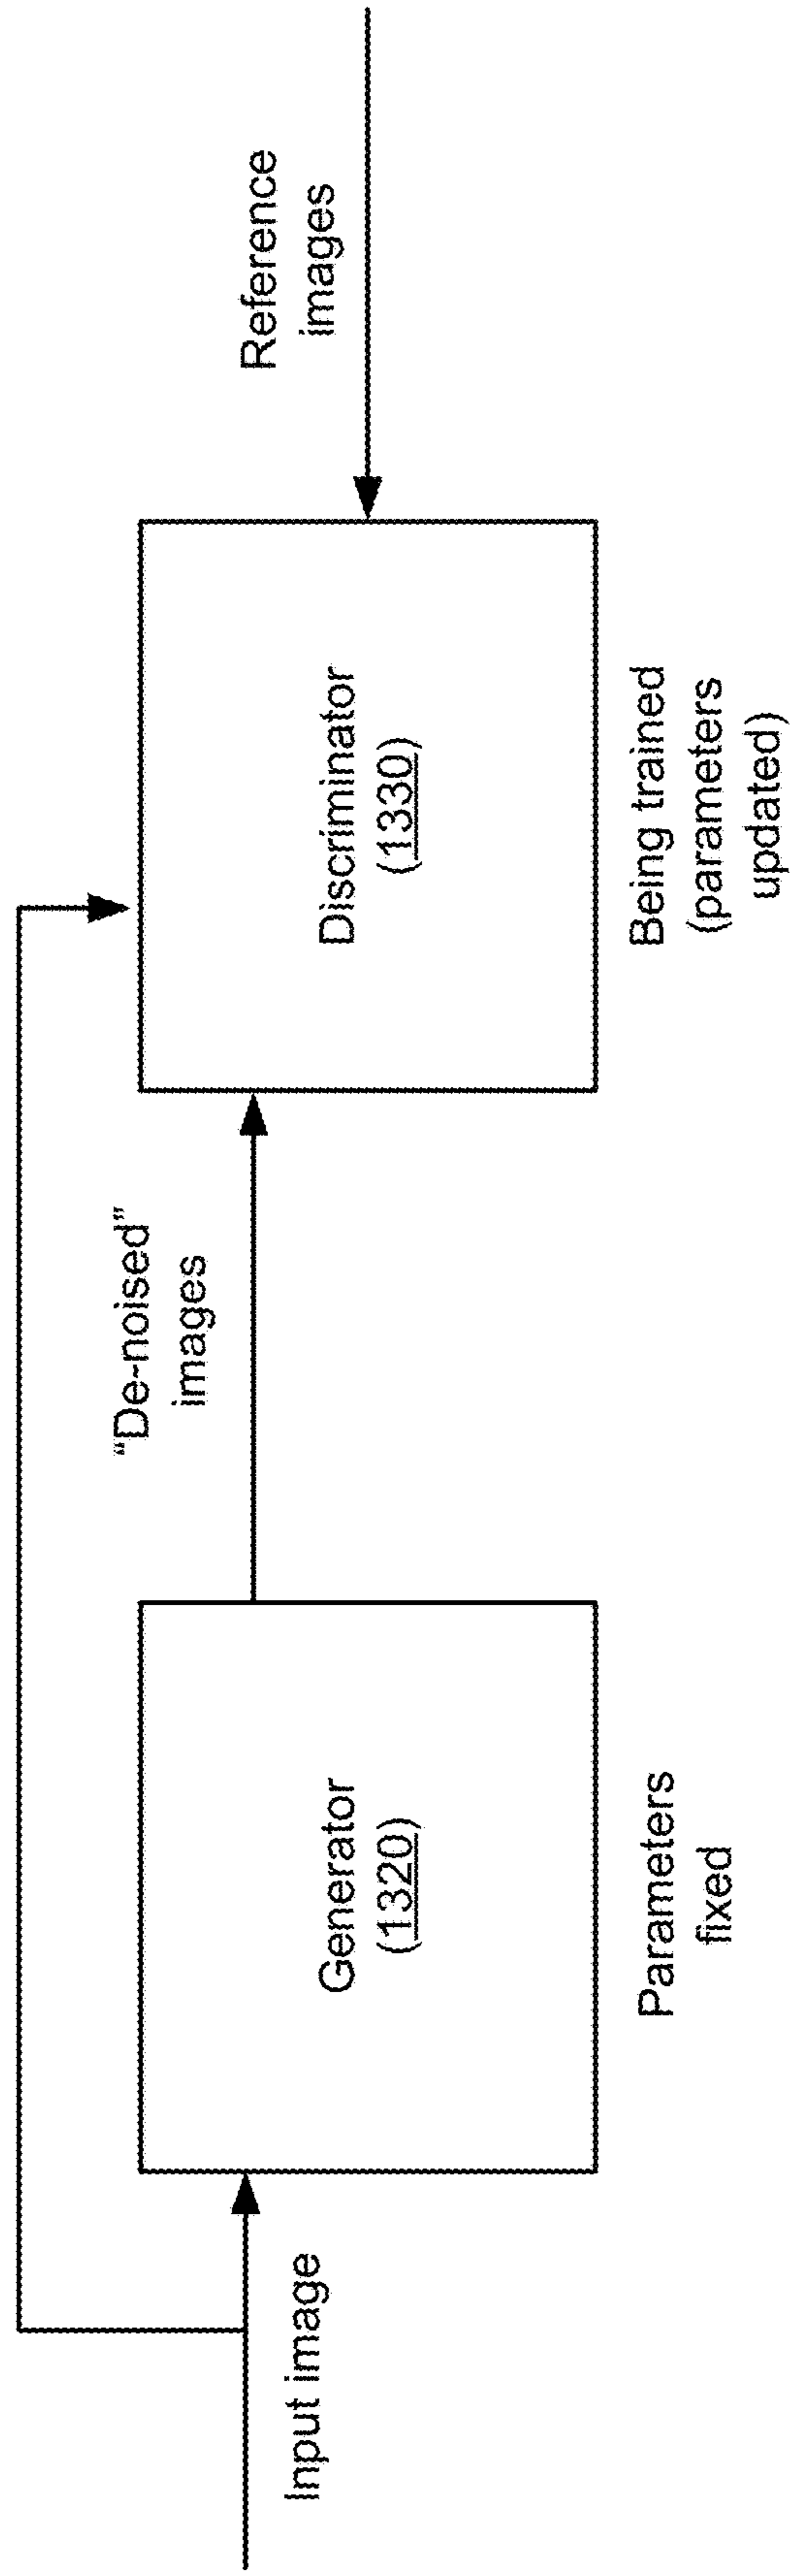 Input image
Generator
(1320)
Parameters
fixed
“De-noised”
images
Discriminator
(1330)
Being trained
(parameters
updated)
Reference
images